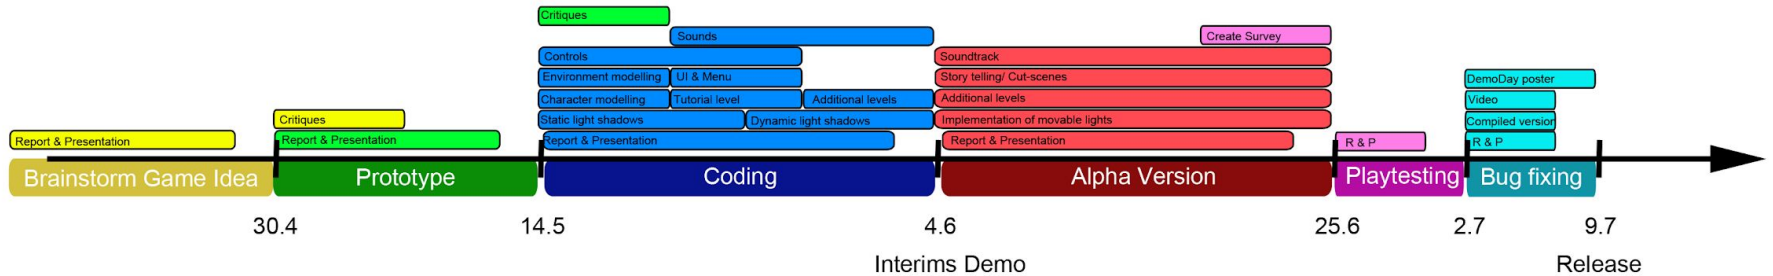 Critiques
Sounds
Create Survey
Controls
Soundtrack
Environment modelling
UI & Menu
Story telling/ Cut-scenes
DemoDay poster
Character modelling
Tutorial level
Additional levels
Additional levels
Video
Critiques
Static light shadows
Dynamic light shadows
Implementation of movable lights
Compiled version
Report & Presentation
Report & Presentation
Report & Presentation
Report & Presentation
R & P
R & P
Brainstorm Game Idea
Prototype
Coding
Alpha Version
Playtesting
Bug fixing
30.4
14.5
4.6
25.6
2.7
9.7
Interims Demo
Release